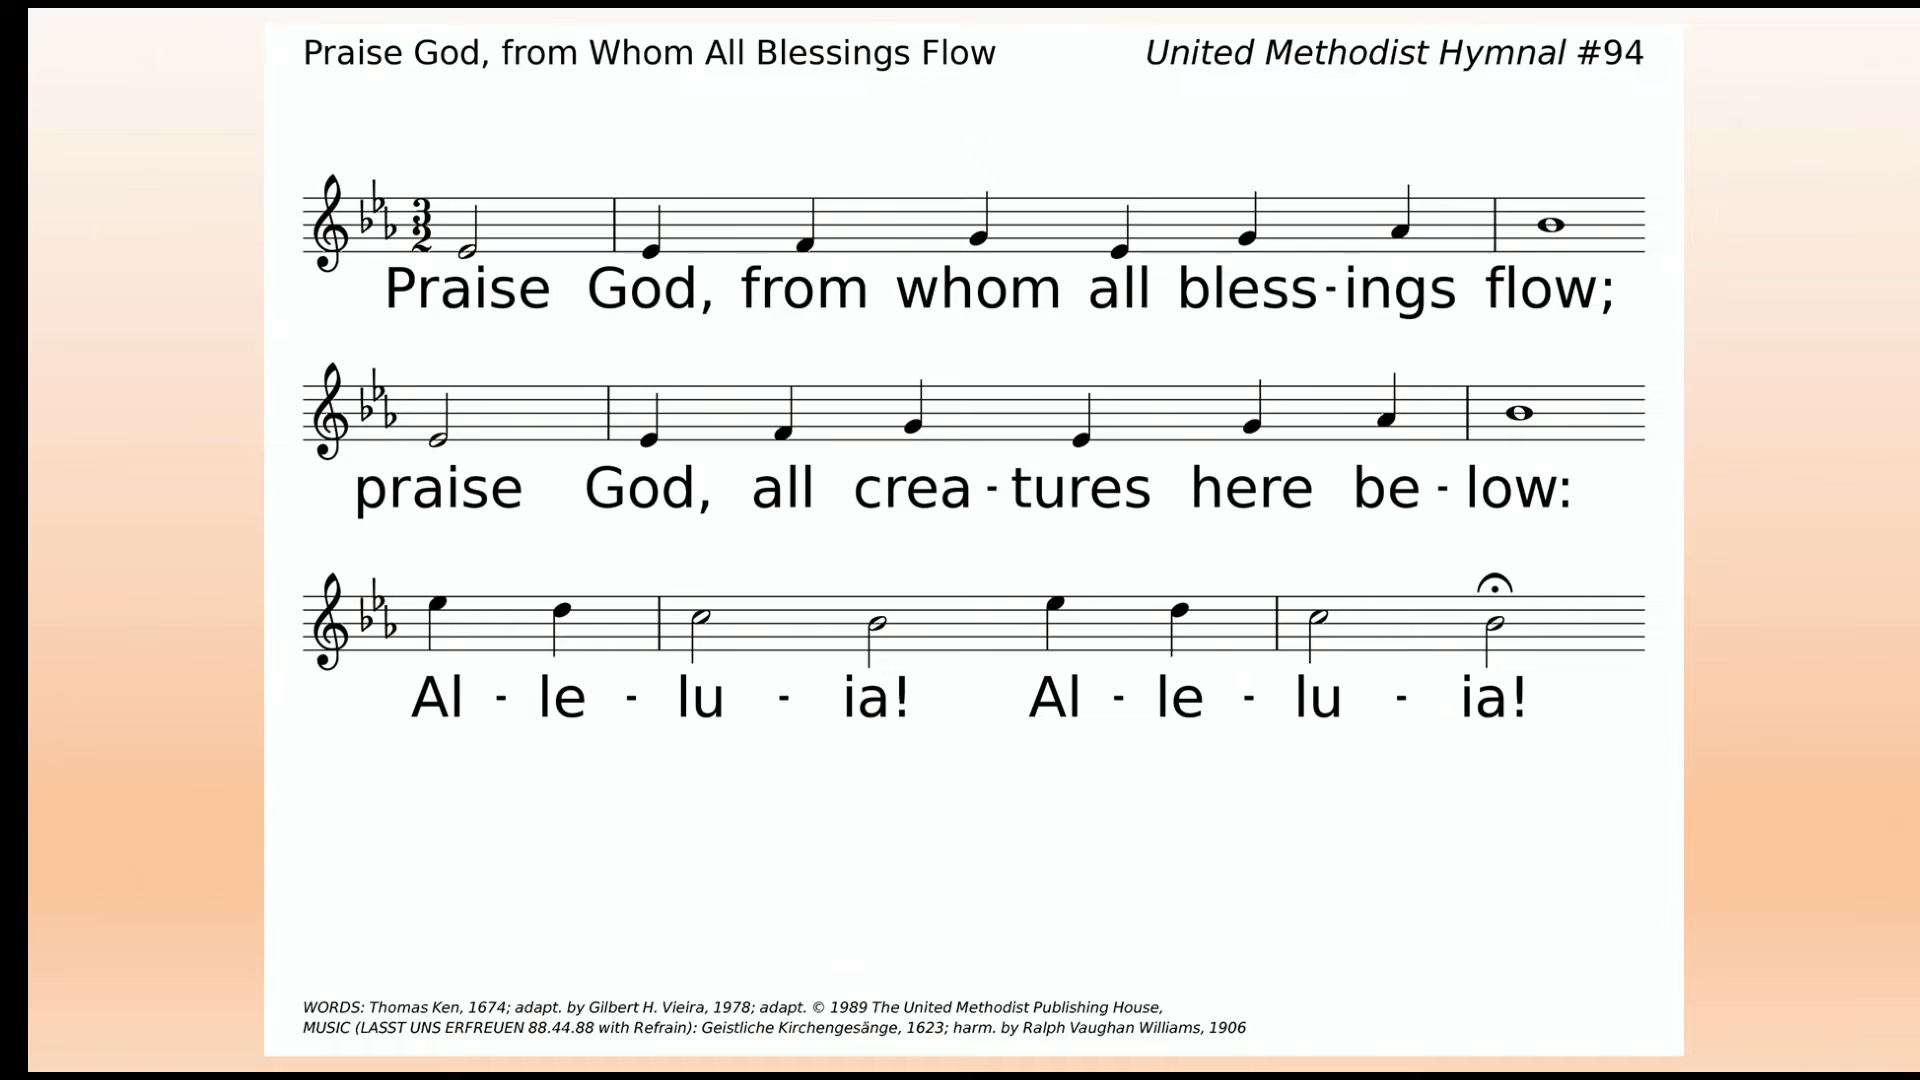 Praise God, from Whom All Blessings Flow United Methodist Hymnal #94
3
2
Praise God, from whom all bless-ings flow;
praise God, all crea-tures here be-low:
Al - le - lu - ia! Al - le - lu - ia!
WORDS: Thomas Ken, 1674; adapt. by Gilbert H. Vieira, 1978; adapt. © 1989 The United Methodist Publishing House,
MUSIC (LASST UNS ERFREUEN 88.44.88 with Refrain): Geistliche Kirchengesänge, 1623; harm. by Ralph Vaughan Williams, 1906